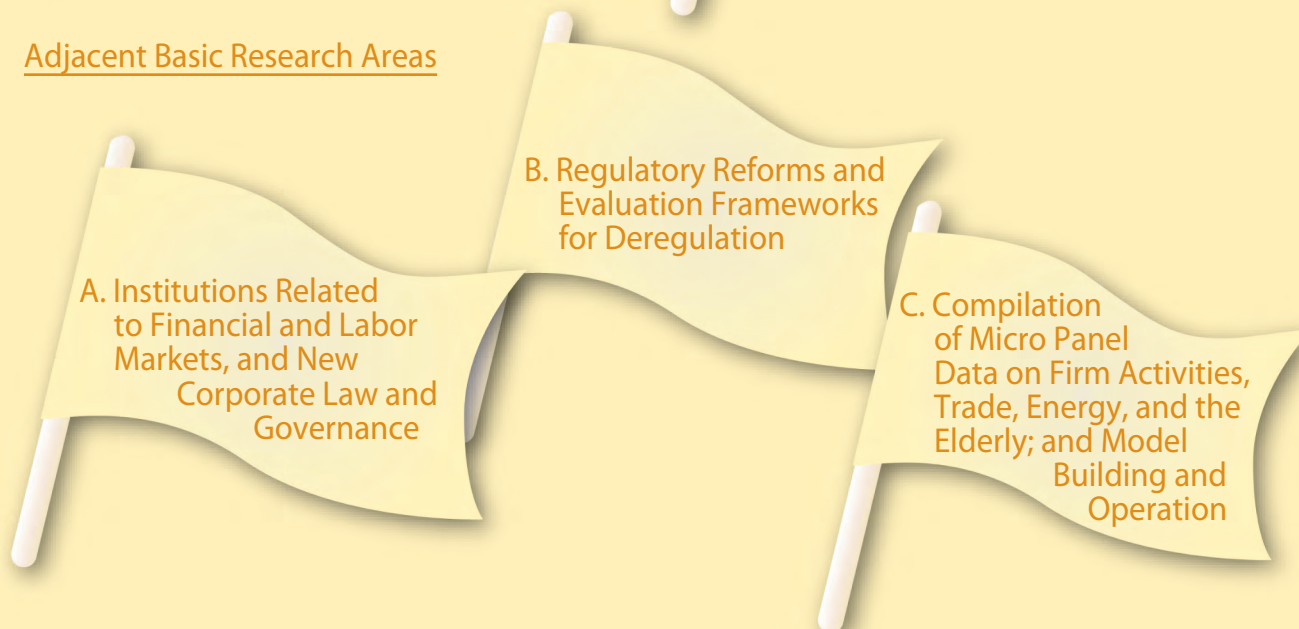 Adjacent Basic Research Areas
A. Institutions Related
to Financial and Labor
Markets, and New
Corporate Law and
Governance
B. Regulatory Reforms and
Evaluation Frameworks
for Deregulation
C. Compilation
of Micro Panel
Data on Firm Activities,
Trade, Energy, and the
Elderly; and Model
Building and
Operation